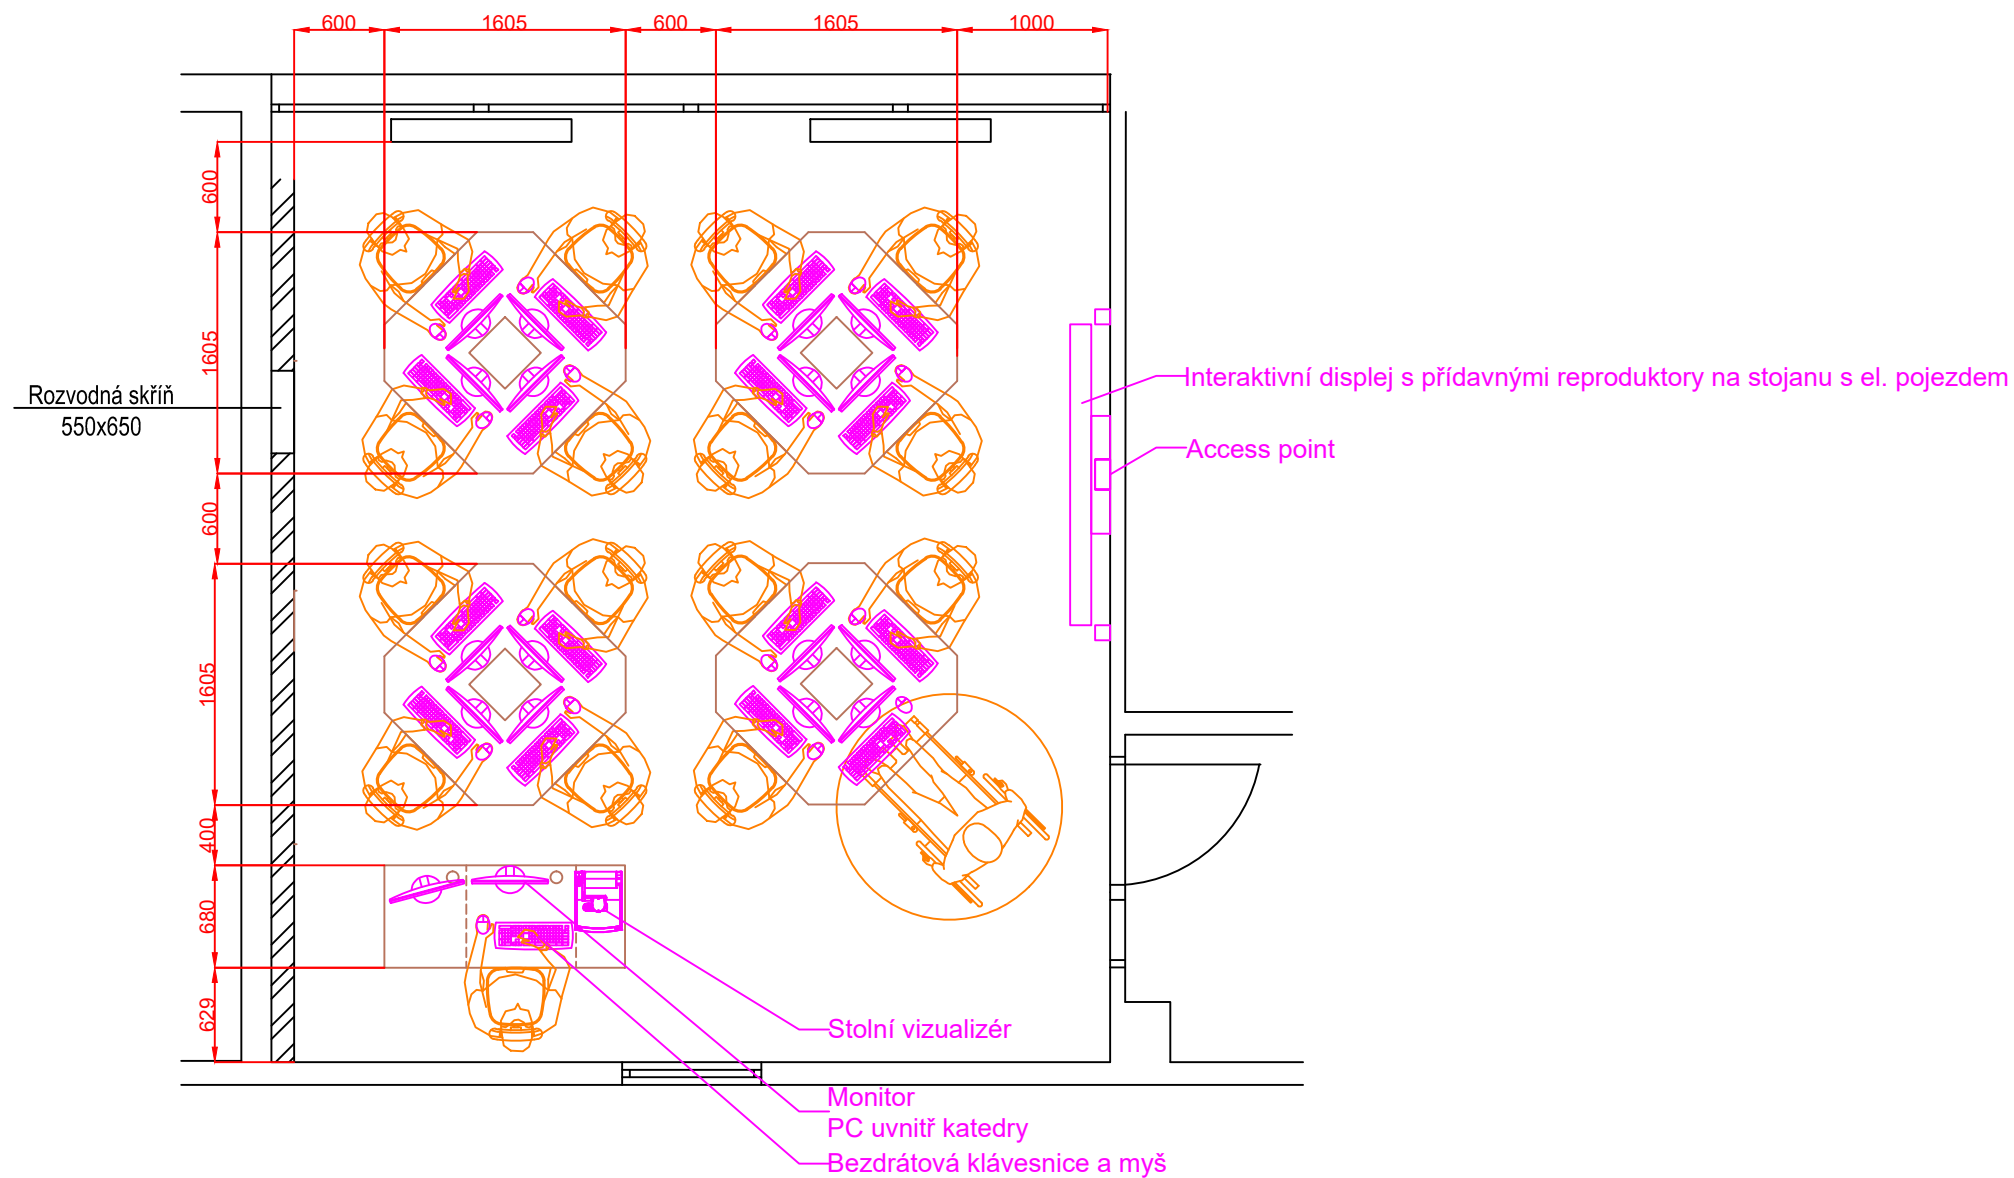 600 1605 600 1605 1000
600
1605
Rozvodná skříň
550x650
Interaktivní displej s přídavnými reproduktory na stojanu s el. pojezdem
Access point
600
1605
400
680
629
Stolní vizualizér
Monitor
PC uvnitř katedry
Bezdrátová klávesnice a myš